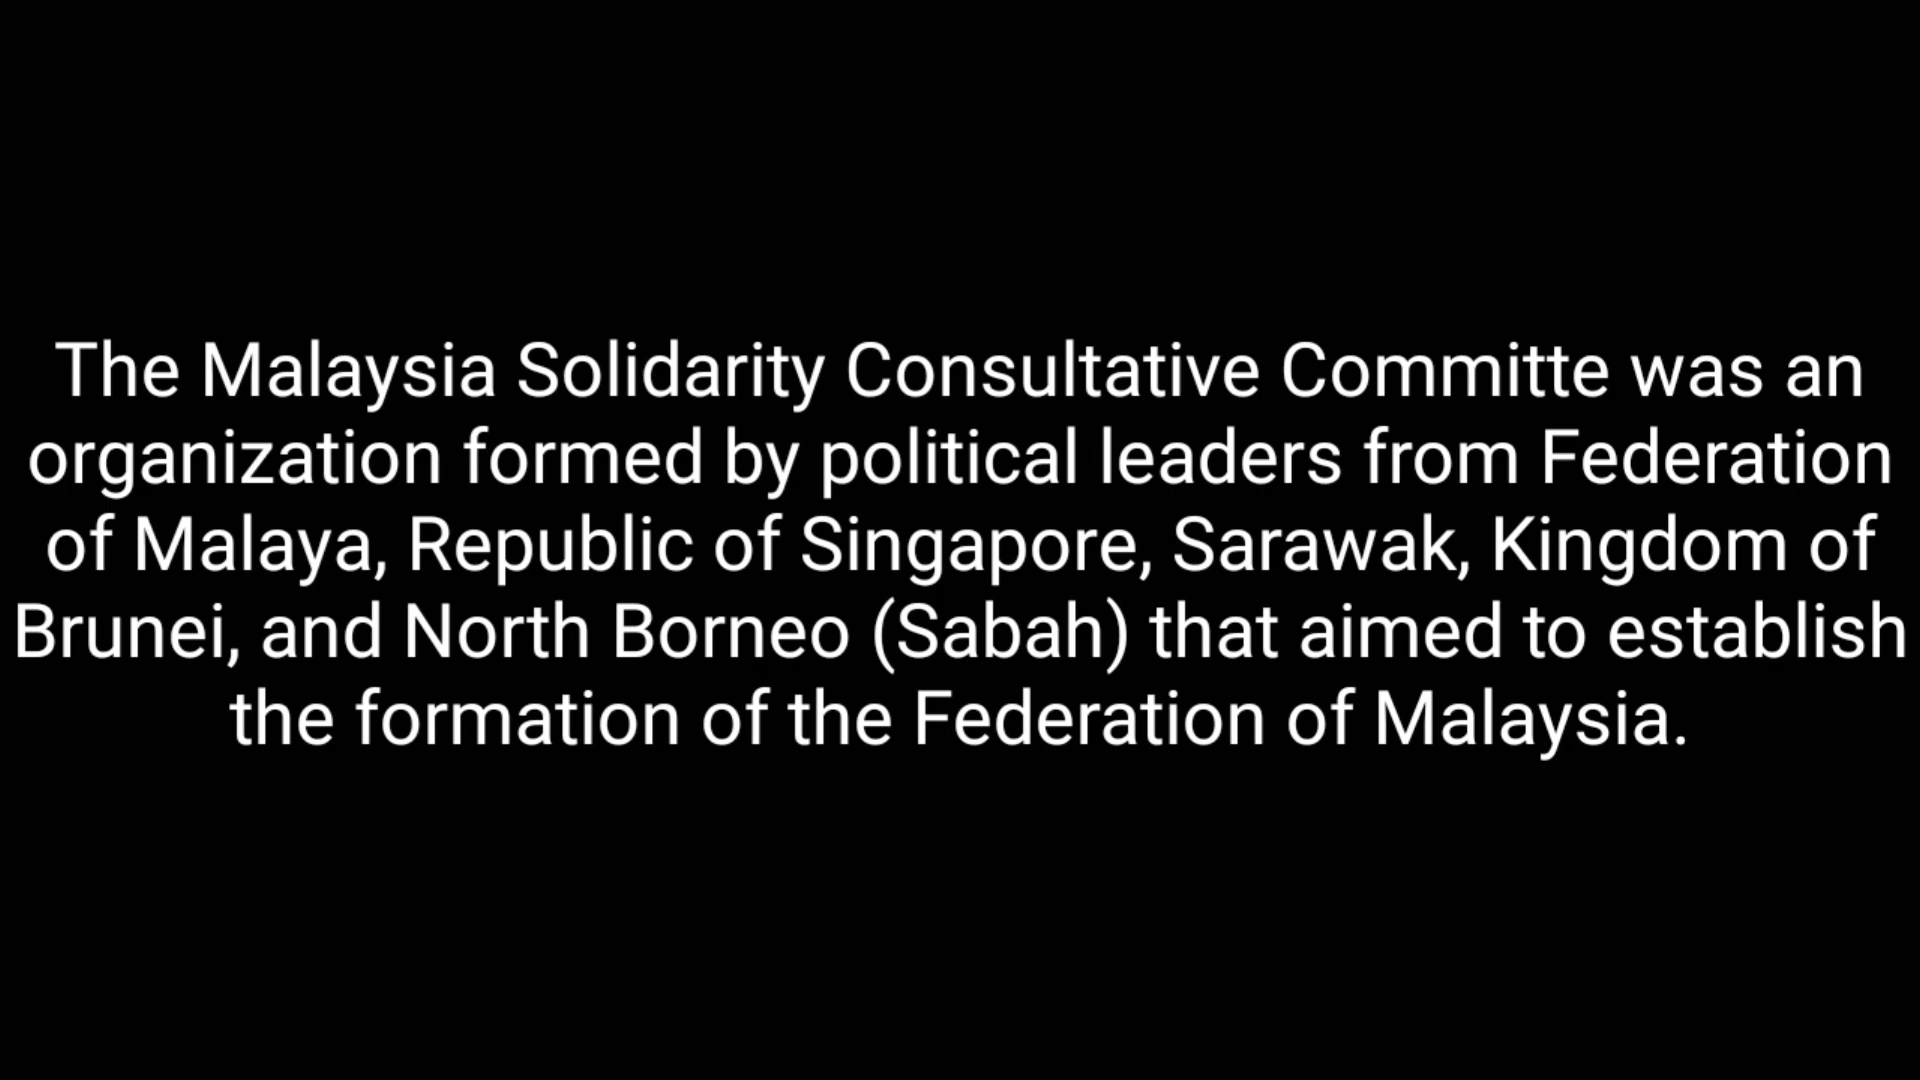 The Malaysia Solidarity Consultative Committe was an
organization formed by political leaders from Federation
of Malaya, Republic of Singapore, Sarawak, Kingdom of
Brunei, and North Borneo (Sabah) that aimed to establish
the formation of the Federation of Malaysia.